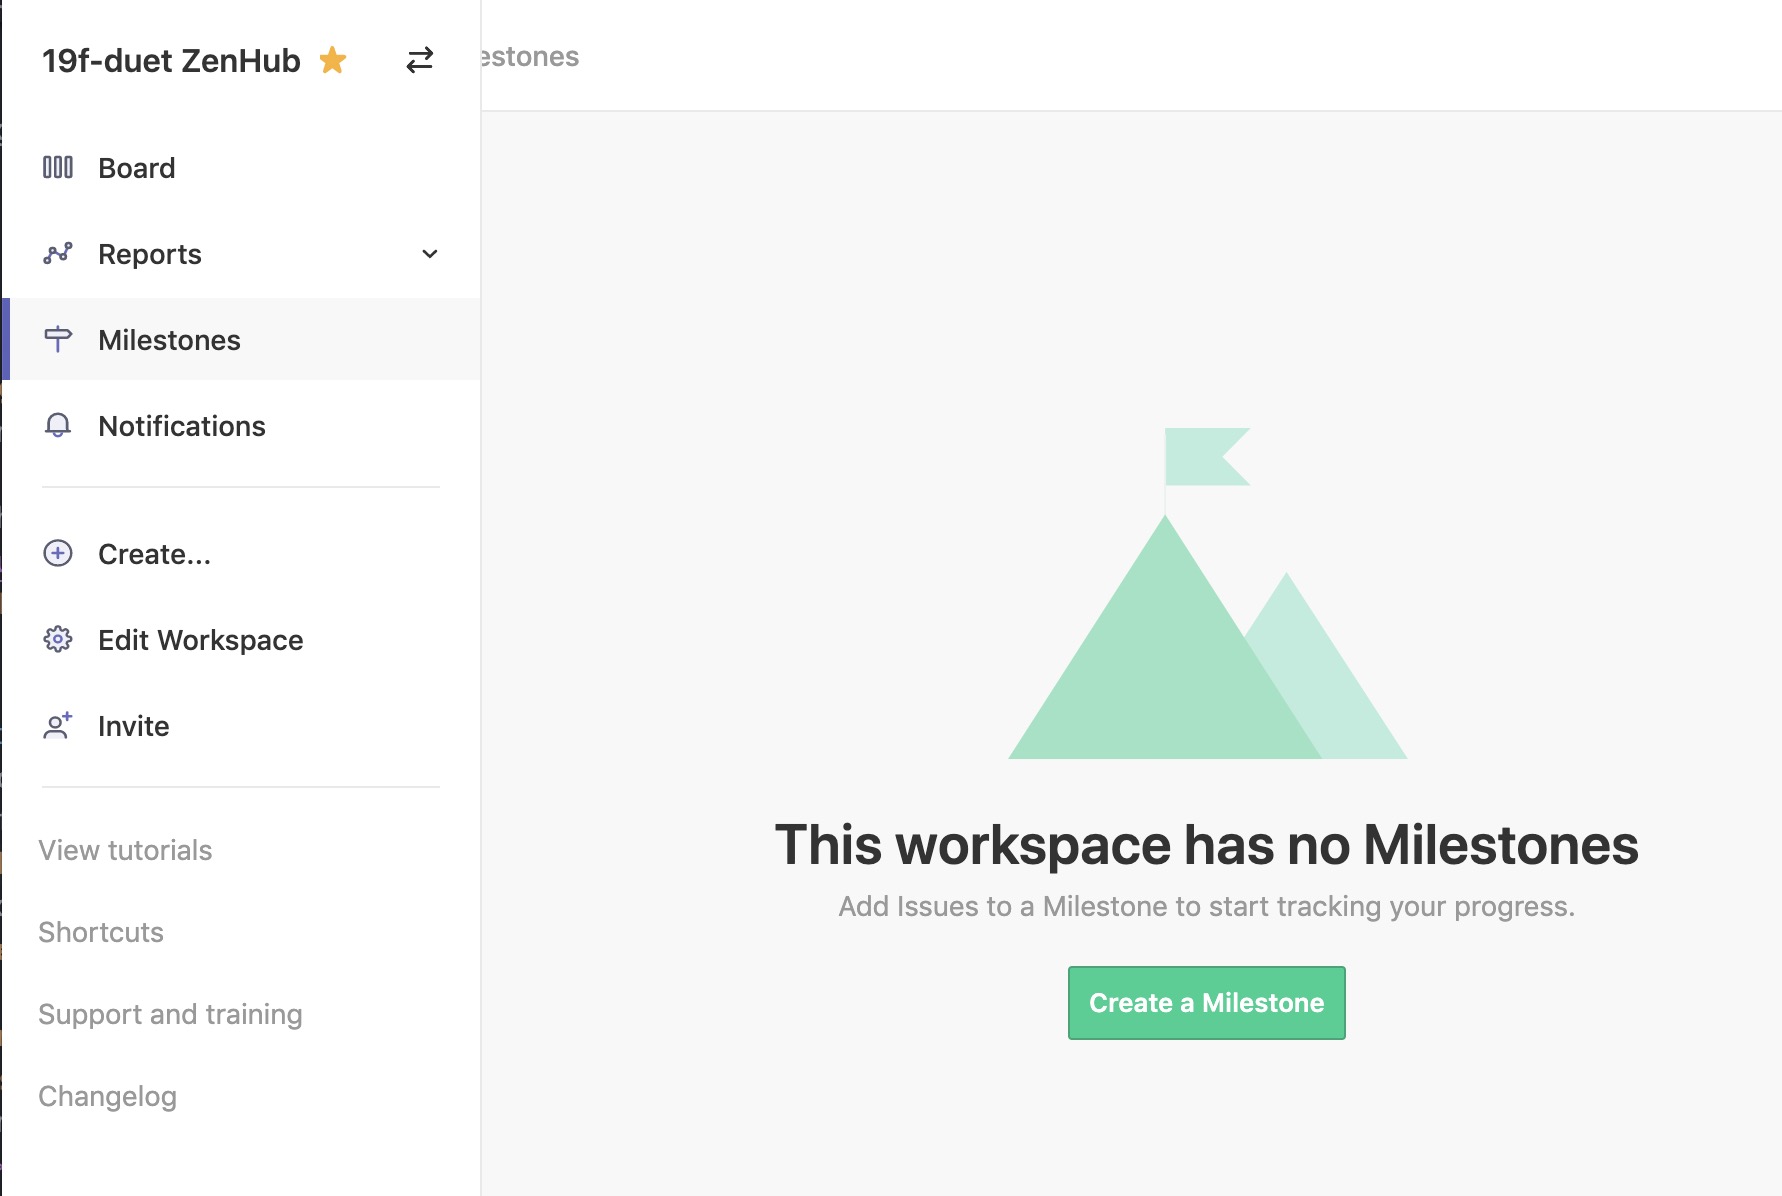 19f-duet ZenHub
estones
Board
Reports
Milestones
Notifications
Create...
Edit Workspace
Invite
View tutorials
Shortcuts
Support and training
Changelog
This workspace has no Milestones
Add Issues to a Milestone to start tracking your progress.
Create a Milestone